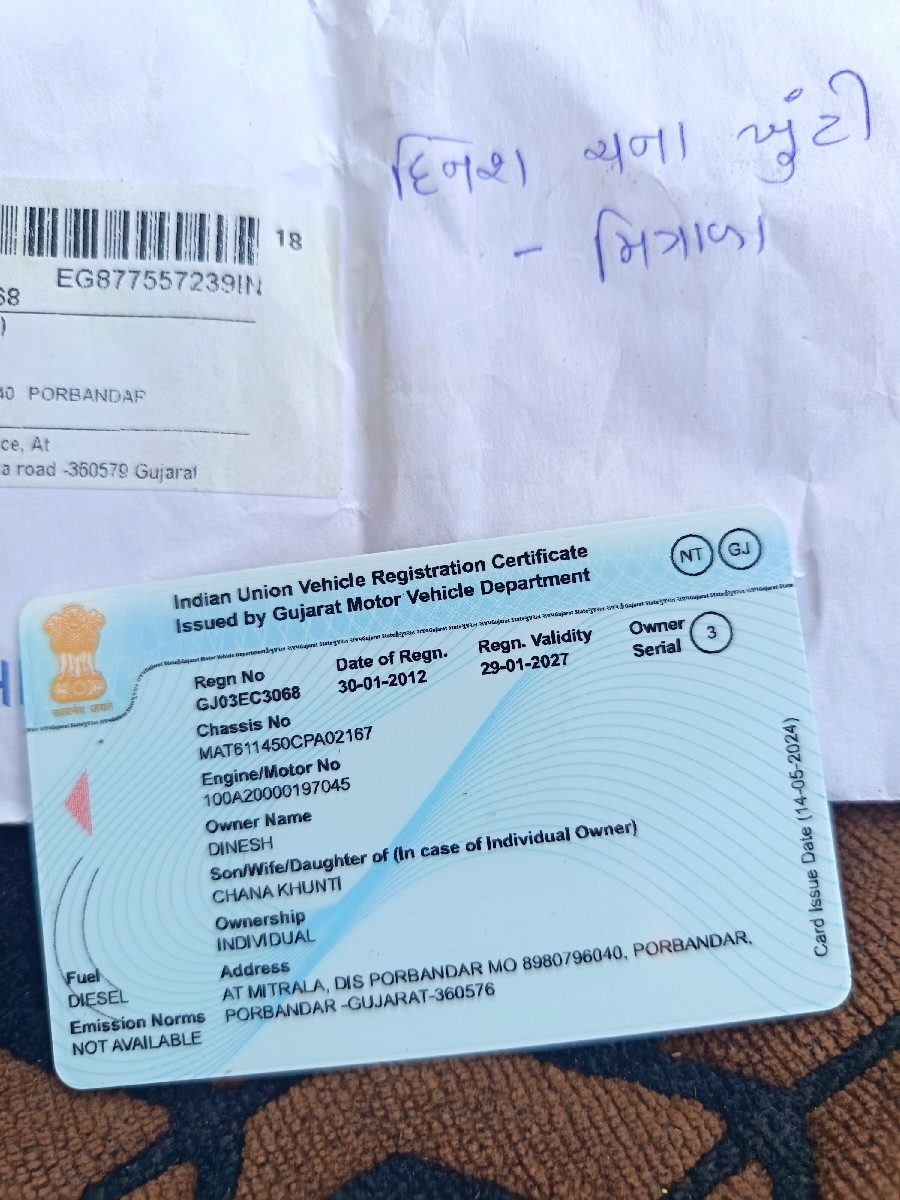 દિનેશ ચના ખુંટી
- મિત્રાળા
18
EG877557239IN
68
)
40 PORBANDAR
ce, At
a road -360579 Gujarat
Indian Union Vehicle Registration Certificate
Issued by Gujarat Motor Vehicle Department
NT GJ
Regn No Date of Regn. Regn. Validity Owner Serial 3
GJ03EC3068 30-01-2012 29-01-2027
Chassis No
MAT611450CPA02167
Engine/Motor No
100A20000197045
Owner Name
DINESH
Son/Wife/Daughter of (In case of Individual Owner)
CHANA KHUNTI
Ownership
INDIVIDUAL
Address
AT MITRALA, DIS PORBANDAR MO 8980796040, PORBANDAR,
PORBANDAR -GUJARAT-360576
Fuel
DIESEL
Emission Norms
NOT AVAILABLE
Card Issue Date (14-05-2024)
सत्यमेव जयते